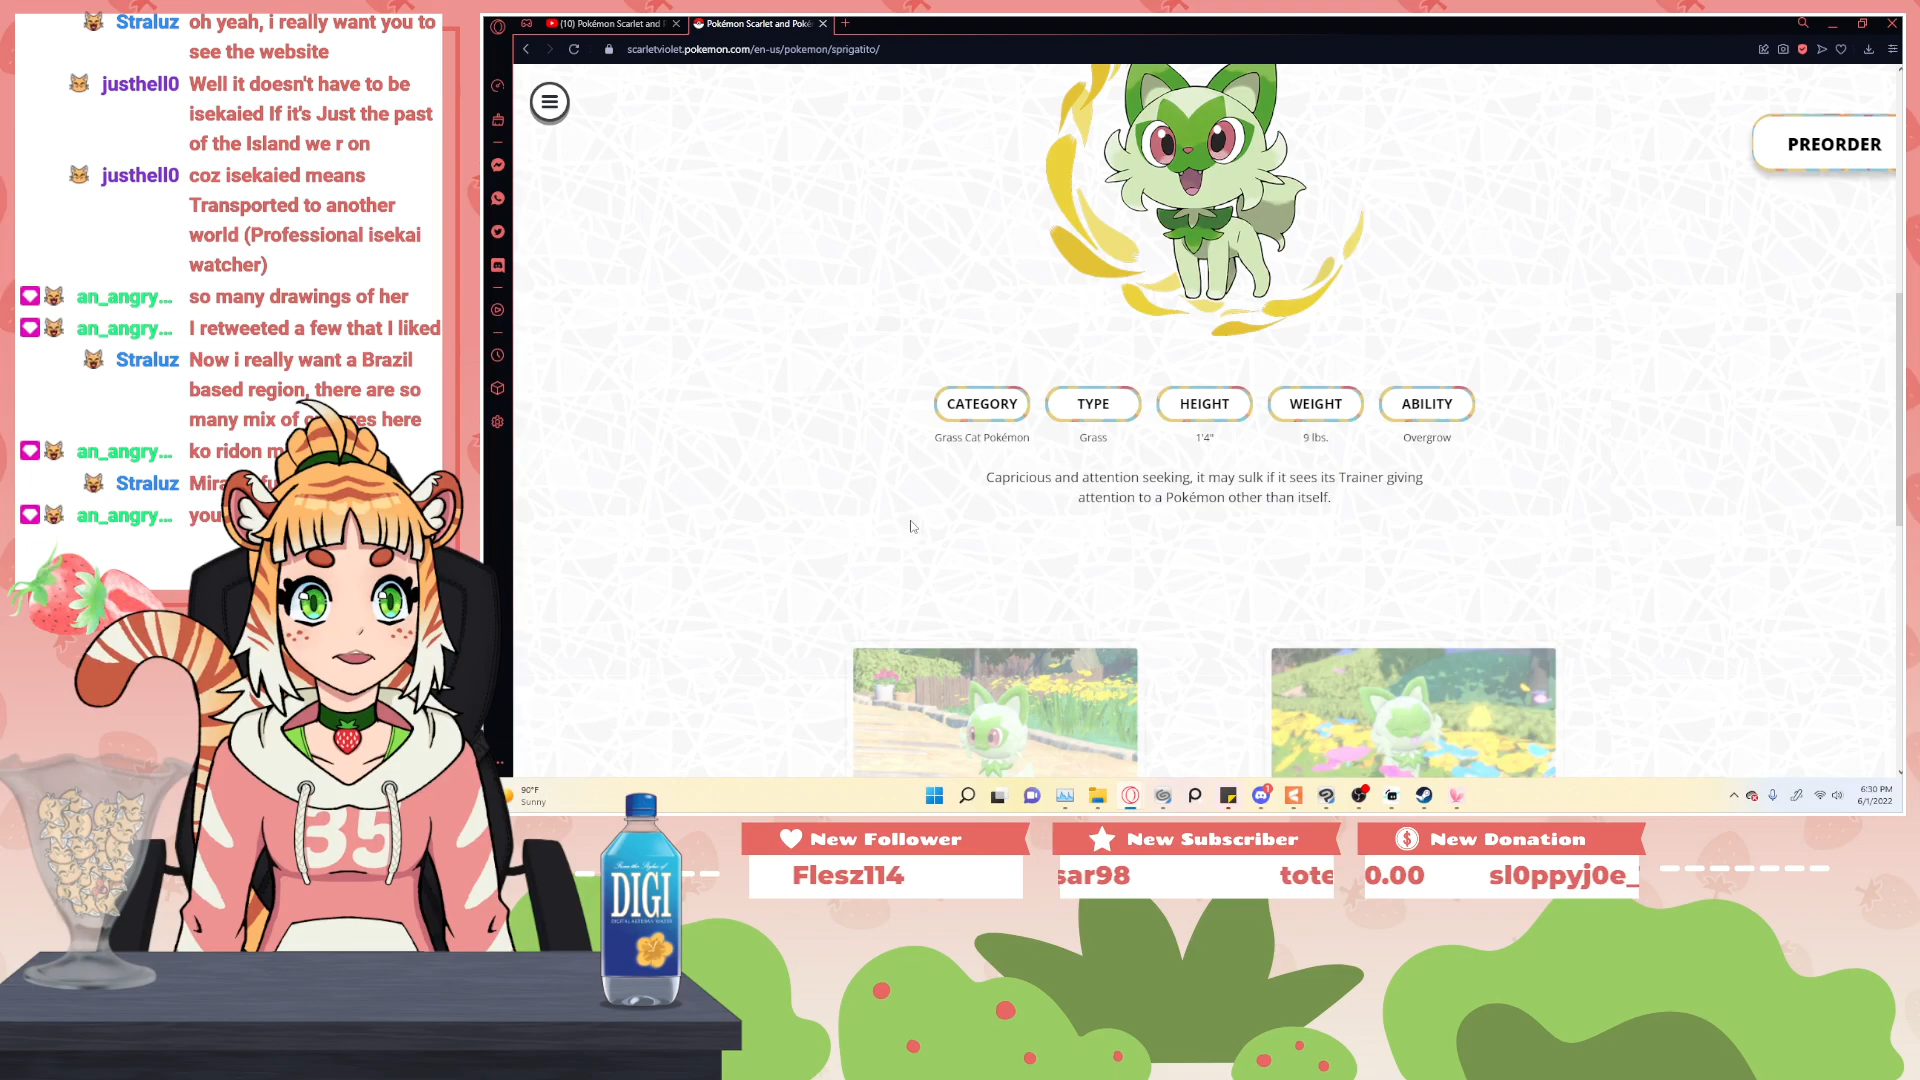 Straluz oh yeah, i really want you to
see the website
justhell0 Well it doesn't have to be
isekaied If it's Just the past
of the Island we r on
justhell0 coz isekaied means
Transported to another
world (Professional isekai
watcher)
an_angry... so many drawings of her
an_angry... I retweeted a few that I liked
Straluz Now i really want a Brazil
based region, there are so
many mix of
here
an_angry... ko ridon
Straluz
an_angry...
(10) Pokémon Scarlet and
Pokémon Scarlet and Poké
scarletviolet.pokemon.com/en-us/pokemon/sprigatito/
PREORDER
CATEGORY TYPE HEIGHT WEIGHT ABILITY
Grass Cat Pokémon Grass 1'4" 9 lbs. Overgrow
Capricious and attention seeking, it may sulk if it sees its Trainer giving
attention to a Pokémon other than itself.
90°F
Sunny
6:30 PM
6/1/2022
35
DIGI
New Follower
Flesz114
New Subscriber
sar98 tote
New Donation
0.00 sl0ppyj0e_